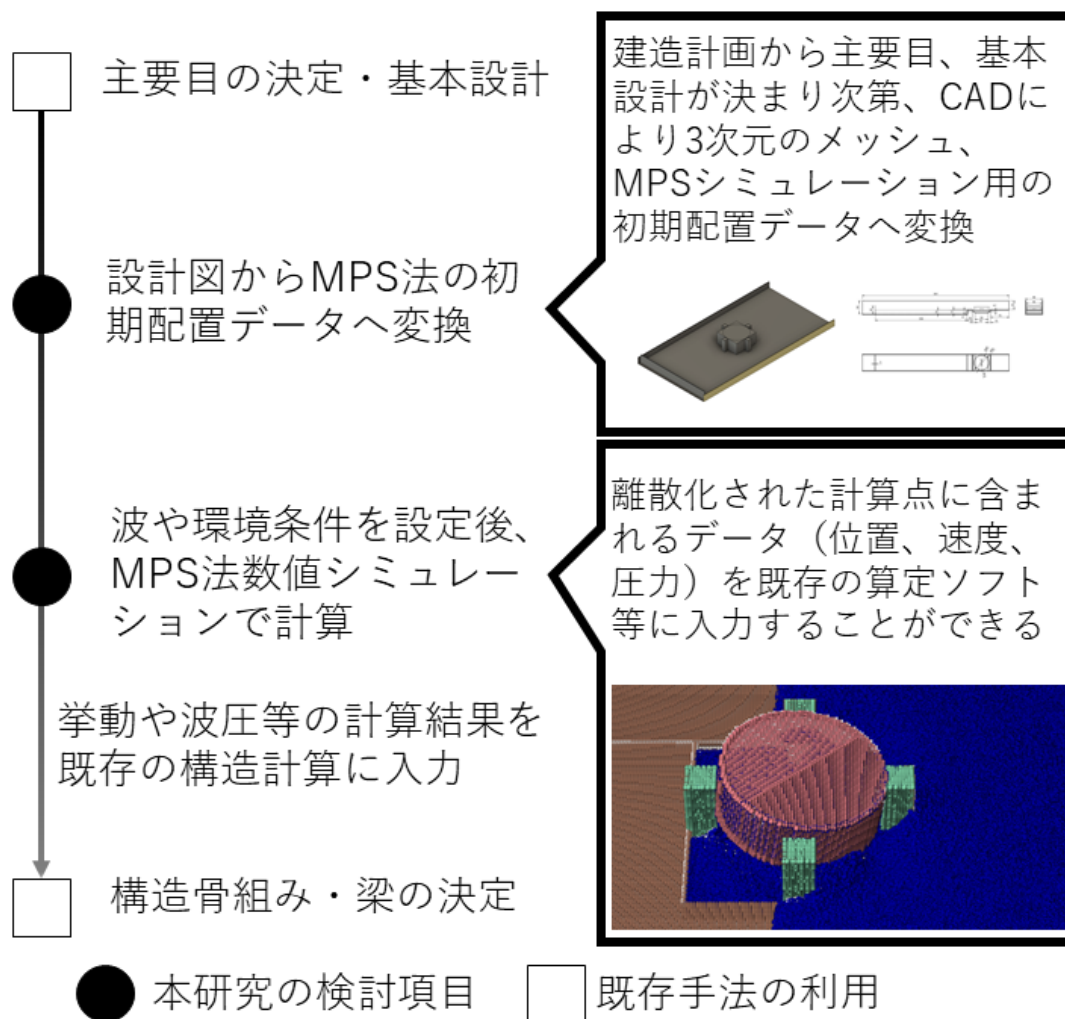 主要目の決定・基本設計
建造計画から主要目、基本
設計が決まり次第、CADに
より3次元のメッシュ、
MPSシミュレーション用の
初期配置データへ変換
設計図からMPS法の初
期配置データへ変換
波や環境条件を設定後、
MPS法数値シミュレー
ションで計算
離散化された計算点に含ま
れるデータ（位置、速度、
圧力）を既存の算定ソフト
等に入力することができる
挙動や波圧等の計算結果を
既存の構造計算に入力
構造骨組み・梁の決定
本研究の検討項目
既存手法の利用